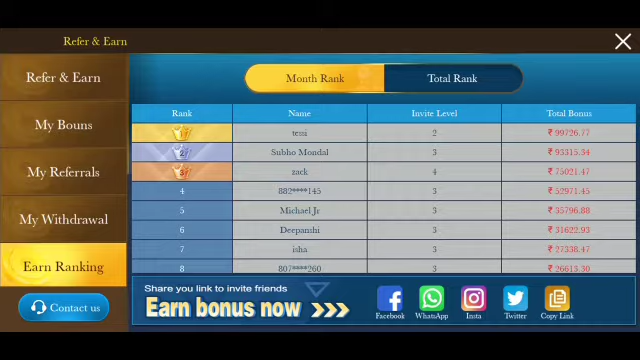 Refer & Earn
Refer & Earn
My Bouns
My Referrals
My Withdrawal
Earn Ranking
Contact us
Month Rank Total Rank
Rank Name Invite Level Total Bonus
1 tessi 2 ₹ 99726.77
2 Subho Mondal 3 ₹ 93315.34
3 zack 4 ₹ 75021.47
4 882****145 3 ₹ 52971.45
5 Michael Jr 3 ₹ 35796.88
6 Deepanshi 3 ₹ 31622.93
7 isha 3 ₹ 27338.47
8 807****260 3 ₹ 26613.30
Share you link to invite friends
Earn bonus now >>>
Facebook WhatsApp Insta Twitter Copy Link